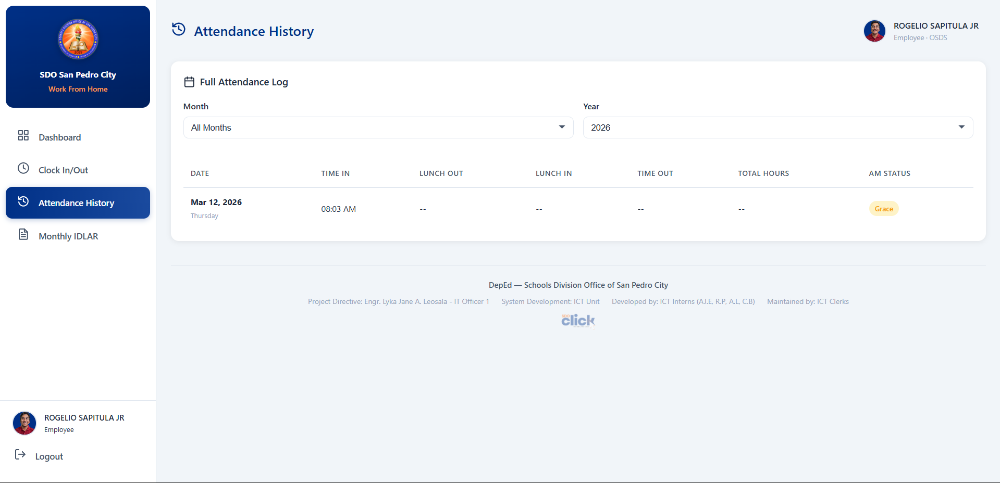 SDO San Pedro City
Work From Home
Dashboard
Clock In/Out
Attendance History
Monthly IDLAR
ROGELIO SAPITULA JR
Employee
Logout
Attendance History
ROGELIO SAPITULA JR
Employee · OSDS
Full Attendance Log
Month
Year
All Months
2026
DATE TIME IN LUNCH OUT LUNCH IN TIME OUT TOTAL HOURS AM STATUS
Mar 12, 2026
Thursday
08:03 AM -- -- -- -- Grace
DepEd — Schools Division Office of San Pedro City
Project Directive: Engr. Lyka Jane A. Leosala - IT Officer 1 System Development: ICT Unit Developed by: ICT Interns (AJ.E, R.P, A.L, C.B) Maintained by: ICT Clerks
SDO
click